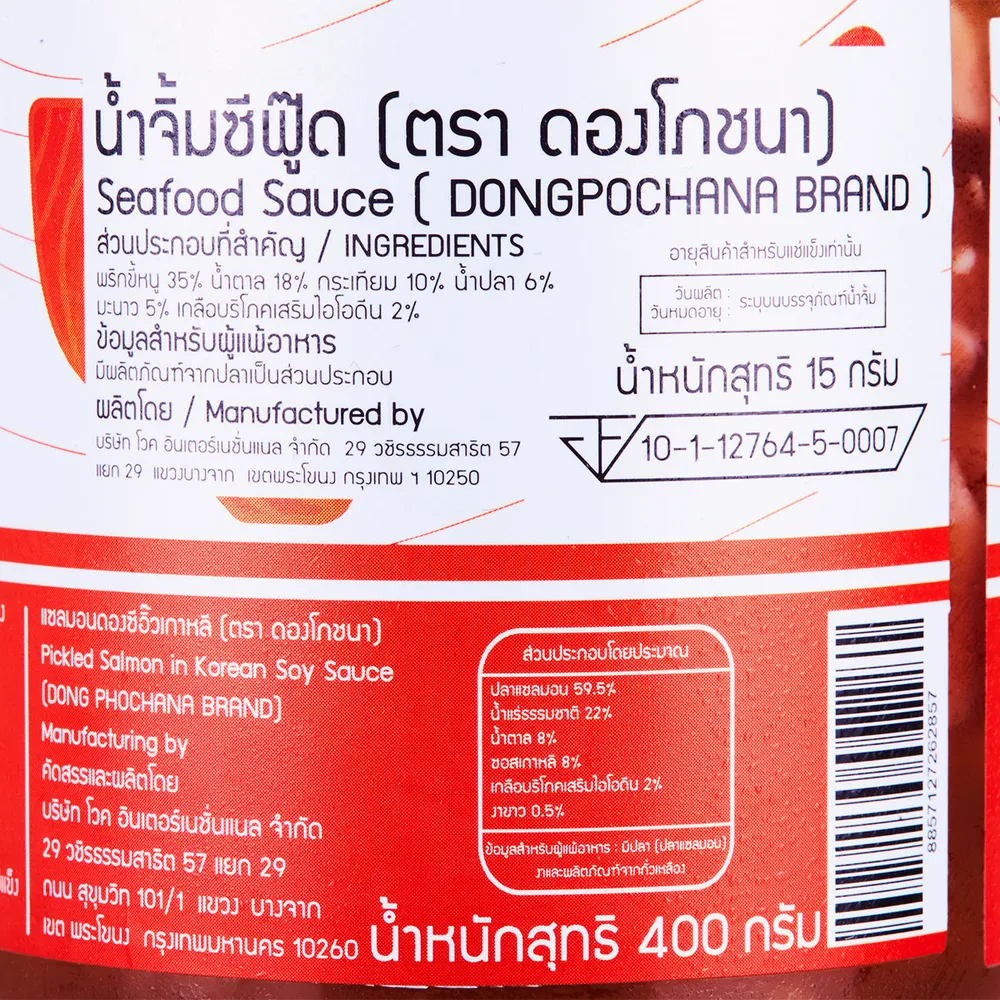 น้ำจิ้มซีฟู๊ด (ตรา ดองโภชนา)
Seafood Sauce ( DONGPOCHANA BRAND )
ส่วนประกอบที่สำคัญ / INGREDIENTS
พริกขี้หนู 35% น้ำตาล 18% กระเทียม 10% น้ำปลา 6%
มะนาว 5% เกลือบริโภคเสริมไอโอดีน 2%
ข้อมูลสำหรับผู้แพ้อาหาร
มีผลิตภัณฑ์จากปลาเป็นส่วนประกอบ
ผลิตโดย / Manufactured by
บริษัท โวค อินเตอร์เนชั่นแนล จำกัด 29 วชิรธรรมสาธิต 57
แยก 29 แขวงบางจาก เขตพระโขนง กรุงเทพ ฯ 10250
อายุสินค้าสำหรับแช่แข็งเท่านั้น
วันผลิต :
วันหมดอายุ :
ระบุบนบรรจุภัณฑ์น้ำจิ้ม
น้ำหนักสุทธิ 15 กรัม
10-1-12764-5-0007
แซลมอนดองซีอิ๊วเกาหลี (ตรา ดองโภชนา)
Pickled Salmon in Korean Soy Sauce
(DONG PHOCHANA BRAND)
Manufacturing by
คัดสรรและผลิตโดย
บริษัท โวค อินเตอร์เนชั่นแนล จำกัด
29 วชิรธรรมสาธิต 57 แยก 29
ถนน สุขุมวิท 101/1 แขวง บางจาก
เขต พระโขนง กรุงเทพมหานคร 10260
ส่วนประกอบโดยประมาณ
ปลาแซลมอน 59.5%
น้ำแร่ธรรมชาติ 22%
น้ำตาล 8%
ซอสเกาหลี 8%
เกลือบริโภคเสริมไอโอดีน 2%
งาขาว 0.5%
ข้อมูลสำหรับผู้แพ้อาหาร : มีปลา (ปลาแซลมอน)
งาและผลิตภัณฑ์จากถั่วเหลือง
น้ำหนักสุทธิ 400 กรัม
8857127262857